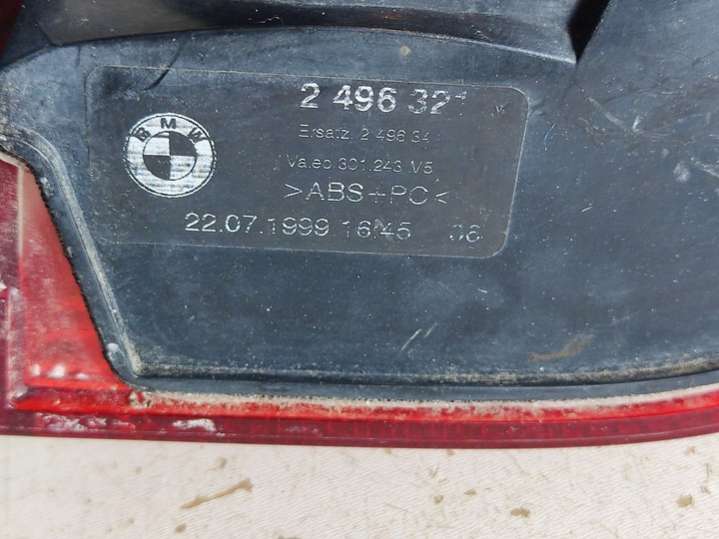 BMW
2 496 321
Ersatz. 2 496 34
Valeo 301.243 V5
>ABS+PC<
22.07.1999 16:45 08